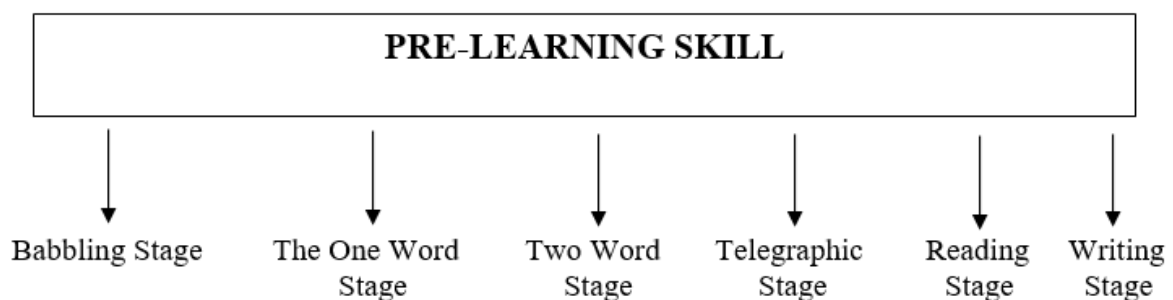 PRE-LEARNING SKILL
Babbling Stage
The One Word
Stage
Two Word
Stage
Telegraphic
Stage
Reading
Stage
Writing
Stage